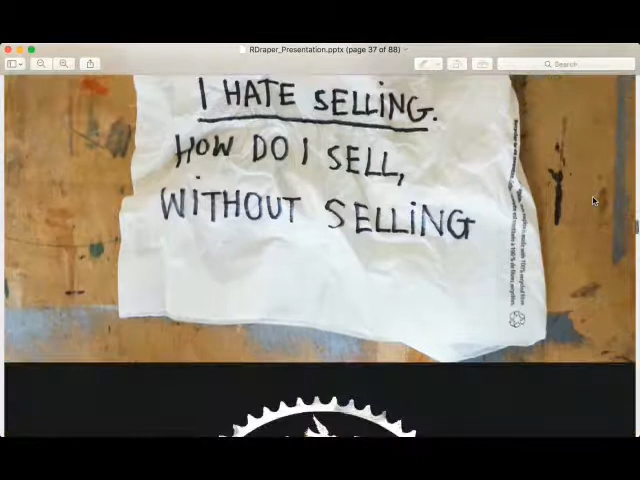 RDraper_Presentation.pptx (page 37 of 88)
Search
I HATE SELLING.
HOW DO I SELL,
WITHOUT SELLING